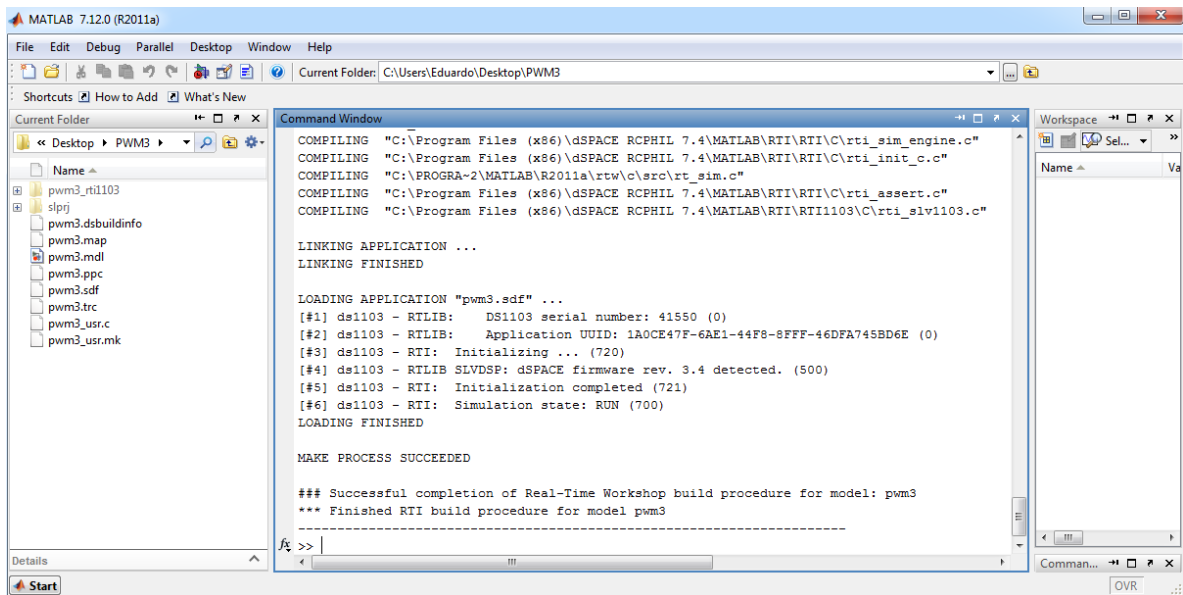 MATLAB 7.12.0 (R2011a)
File Edit Debug Parallel Desktop Window Help
Current Folder: C:\Users\Eduardo\Desktop\PWM3
Shortcuts How to Add What's New
Current Folder
« Desktop PWM3
Name
pwm3_rti1103
slprj
pwm3.dsbuildinfo
pwm3.map
pwm3.mdl
pwm3.ppc
pwm3.sdf
pwm3.trc
pwm3_usr.c
pwm3_usr.mk
Details
Command Window
COMPILING "C:\Program Files (x86)\dSPACE RCPHIL 7.4\MATLAB\RTI\RTI\C\rti_sim_engine.c"
COMPILING "C:\Program Files (x86)\dSPACE RCPHIL 7.4\MATLAB\RTI\RTI\C\rti_init_c.c"
COMPILING "C:\PROGRA~2\MATLAB\R2011a\rtw\c\src\rt_sim.c"
COMPILING "C:\Program Files (x86)\dSPACE RCPHIL 7.4\MATLAB\RTI\RTI\C\rti_assert.c"
COMPILING "C:\Program Files (x86)\dSPACE RCPHIL 7.4\MATLAB\RTI\RTI1103\C\rti_slv1103.c"
LINKING APPLICATION ...
LINKING FINISHED
LOADING APPLICATION "pwm3.sdf" ...
[#1] ds1103 - RTLIB: DS1103 serial number: 41550 (0)
[#2] ds1103 - RTLIB: Application UUID: 1A0CE47F-6AE1-44F8-8FFF-46DFA745BD6E (0)
[#3] ds1103 - RTI: Initializing ... (720)
[#4] ds1103 - RTLIB SLVDSP: dSPACE firmware rev. 3.4 detected. (500)
[#5] ds1103 - RTI: Initialization completed (721)
[#6] ds1103 - RTI: Simulation state: RUN (700)
LOADING FINISHED
MAKE PROCESS SUCCEEDED
### Successful completion of Real-Time Workshop build procedure for model: pwm3
*** Finished RTI build procedure for model pwm3
----------------------------------------------------------------------
fx >>
Workspace
» Sel...
Name Va
Comman...
Start
OVR